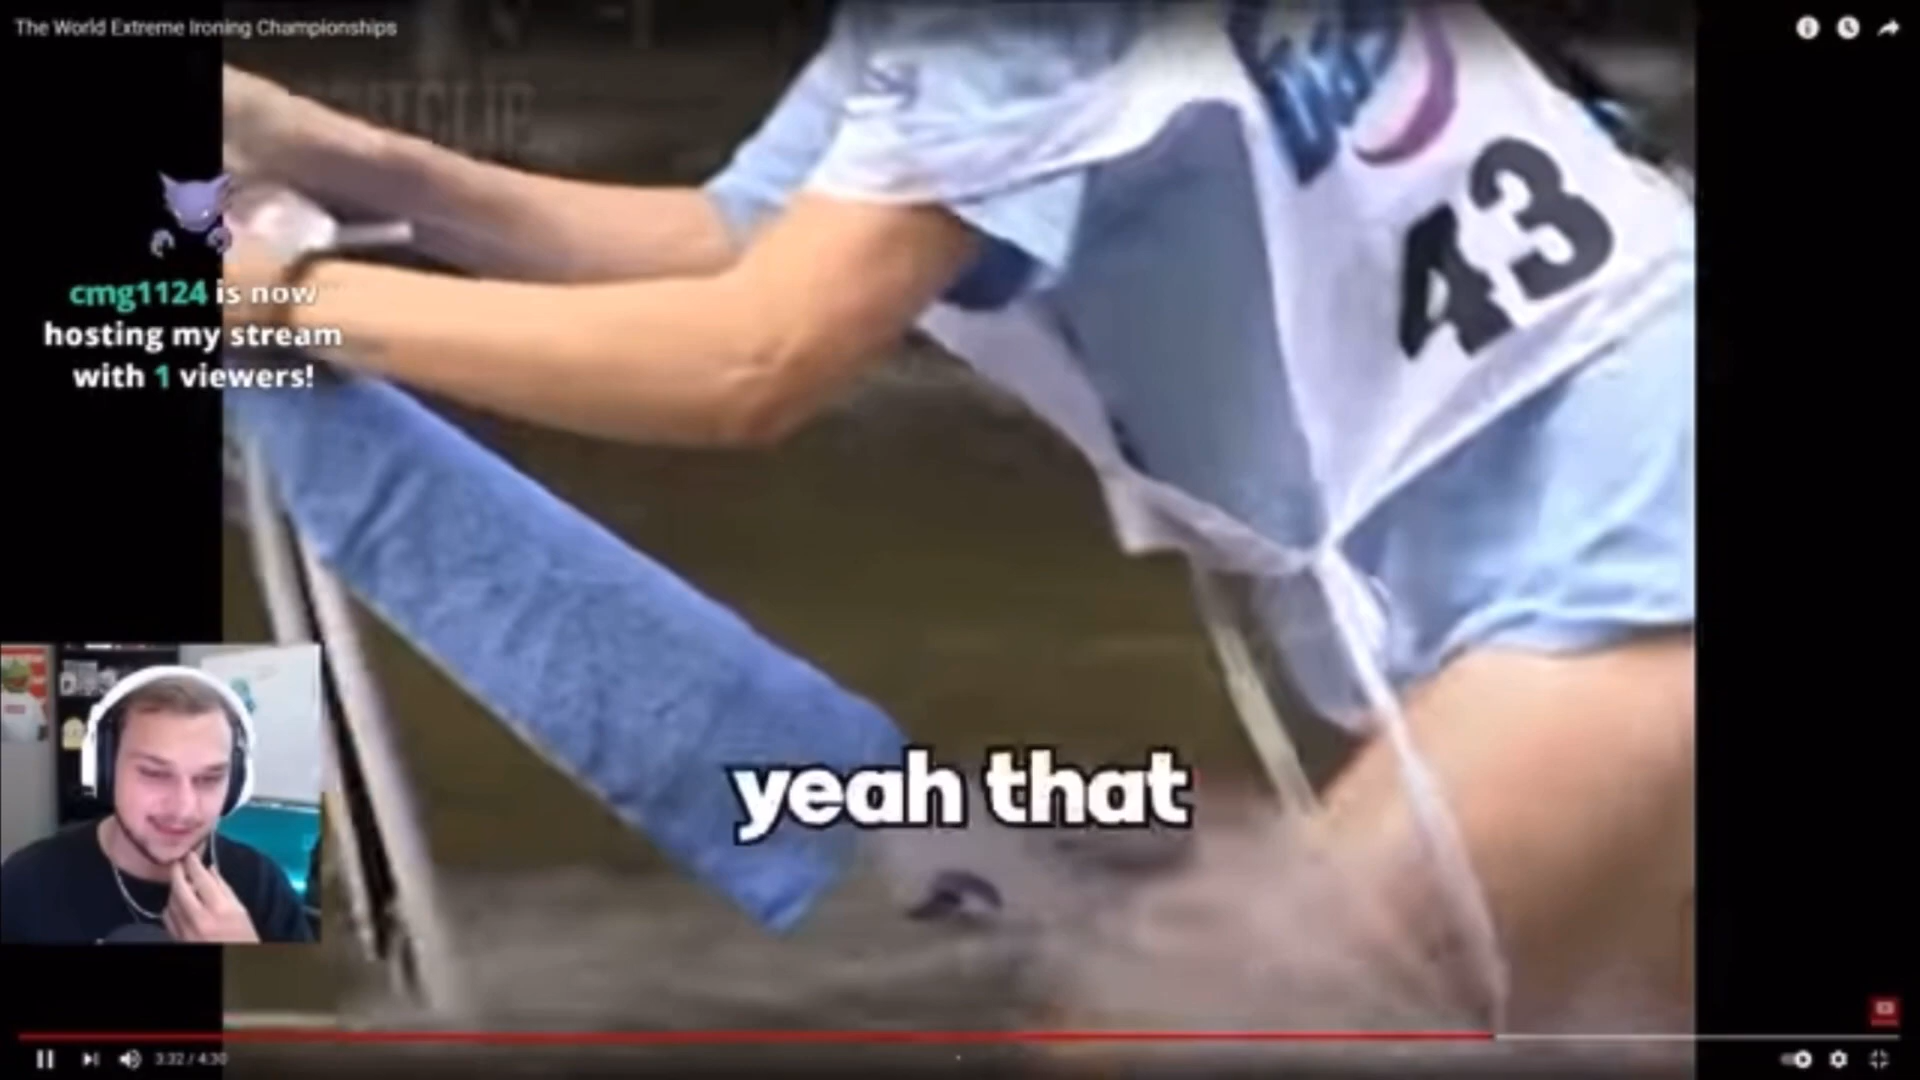 The World Extreme Ironing Championships
43
cmg1124 is now
hosting my stream
with 1 viewers!
yeah that
3:32 / 4:30